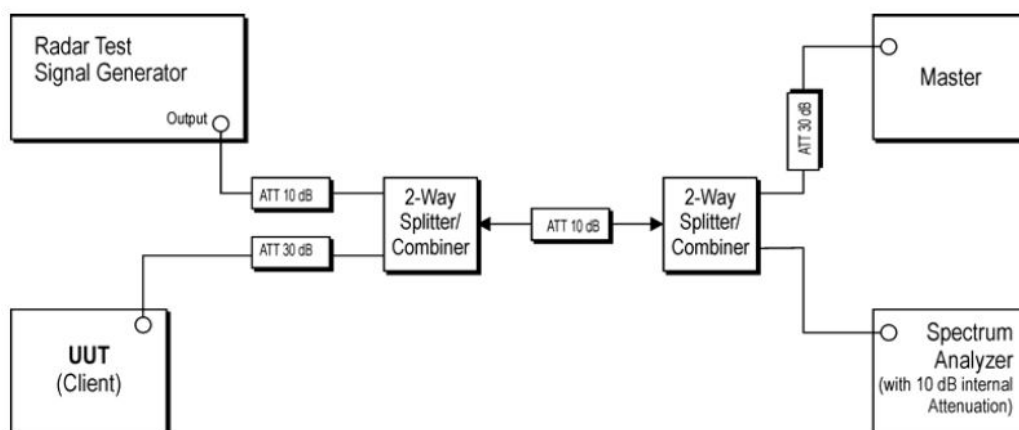 Radar Test
Signal Generator
Output
ATT 10 dB
ATT 30 dB
UUT
(Client)
2-Way
Splitter/
Combiner
ATT 10 dB
2-Way
Splitter/
Combiner
ATT 30 dB
Master
Spectrum
Analyzer
(with 10 dB internal
Attenuation)